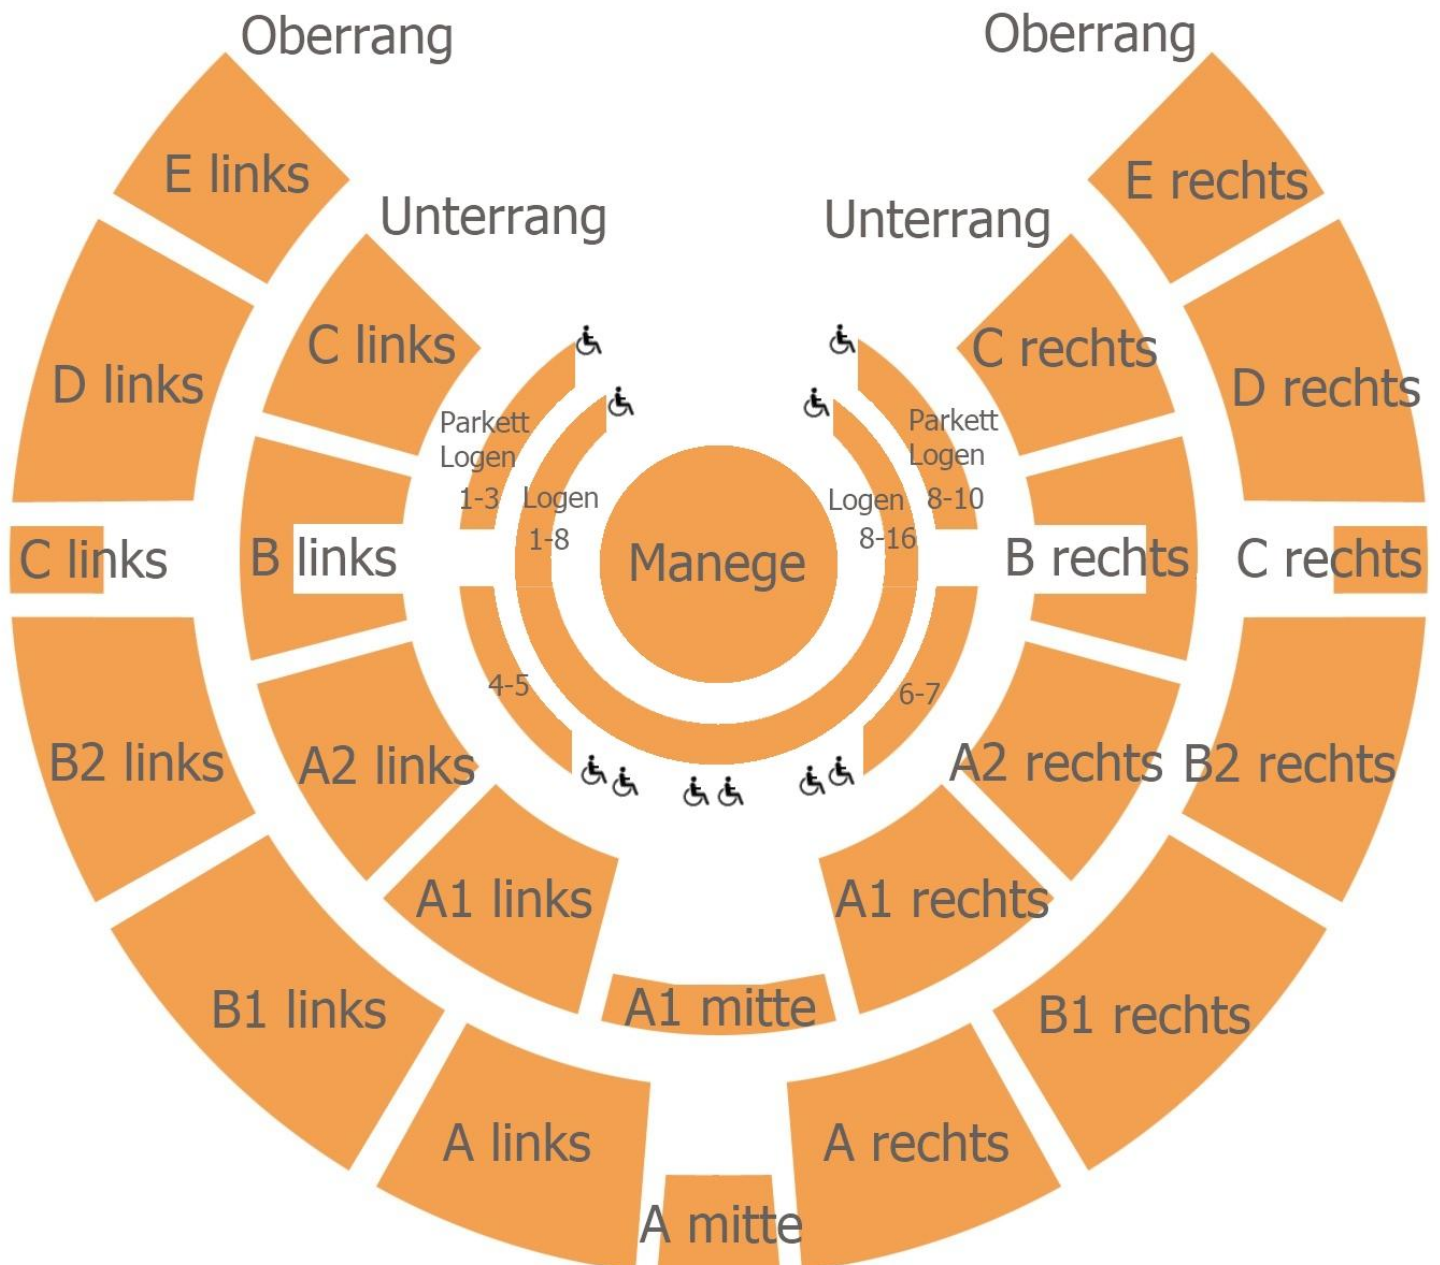 Oberrang
Oberrang
E links
E rechts
Unterrang
Unterrang
C links
C rechts
D links
D rechts
Parkett
Logen
1-3
Logen
1-8
Parkett
Logen
8-10
Logen
8-16
C links
B links
Manege
B rechts
C rechts
4-5
6-7
B2 links
A2 links
A2 rechts
B2 rechts
A1 links
A1 rechts
B1 links
A1 mitte
B1 rechts
A links
A rechts
A mitte